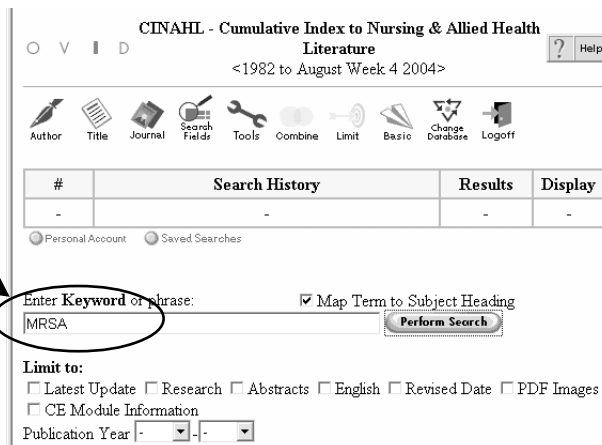 CINAHL - Cumulative Index to Nursing & Allied Health
O V I D Literature
<1982 to August Week 4 2004>
? Help
Author Title Journal Search Fields Tools Combine Limit Basic Change Database Logoff
# Search History Results Display
- - - -
Personal Account Saved Searches
Enter Keyword or phrase: Map Term to Subject Heading
MRSA Perform Search
Limit to:
Latest Update Research Abstracts English Revised Date PDF Images
CE Module Information
Publication Year - - -